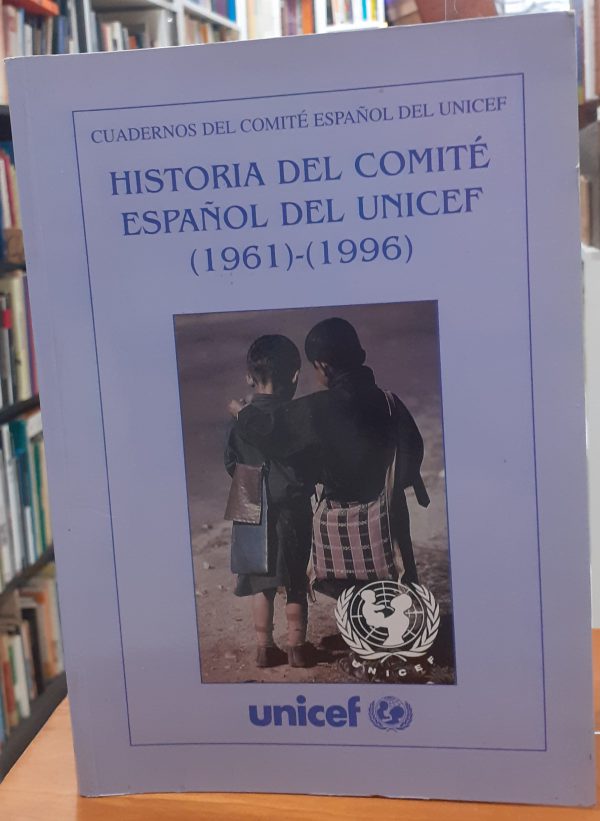 CUADERNOS DEL COMITÉ ESPAÑOL DEL UNICEF
HISTORIA DEL COMITÉ
ESPAÑOL DEL UNICEF
(1961)-(1996)
UNICEF
unicef